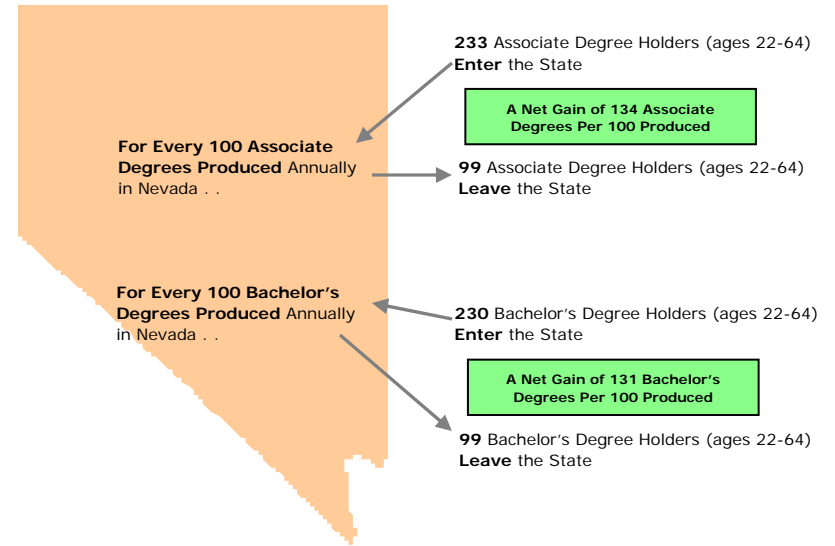 233 Associate Degree Holders (ages 22-64)
Enter the State
A Net Gain of 134 Associate
Degrees Per 100 Produced
For Every 100 Associate
Degrees Produced Annually
in Nevada . .
99 Associate Degree Holders (ages 22-64)
Leave the State
For Every 100 Bachelor's
Degrees Produced Annually
in Nevada . .
230 Bachelor's Degree Holders (ages 22-64)
Enter the State
A Net Gain of 131 Bachelor's
Degrees Per 100 Produced
99 Bachelor's Degree Holders (ages 22-64)
Leave the State